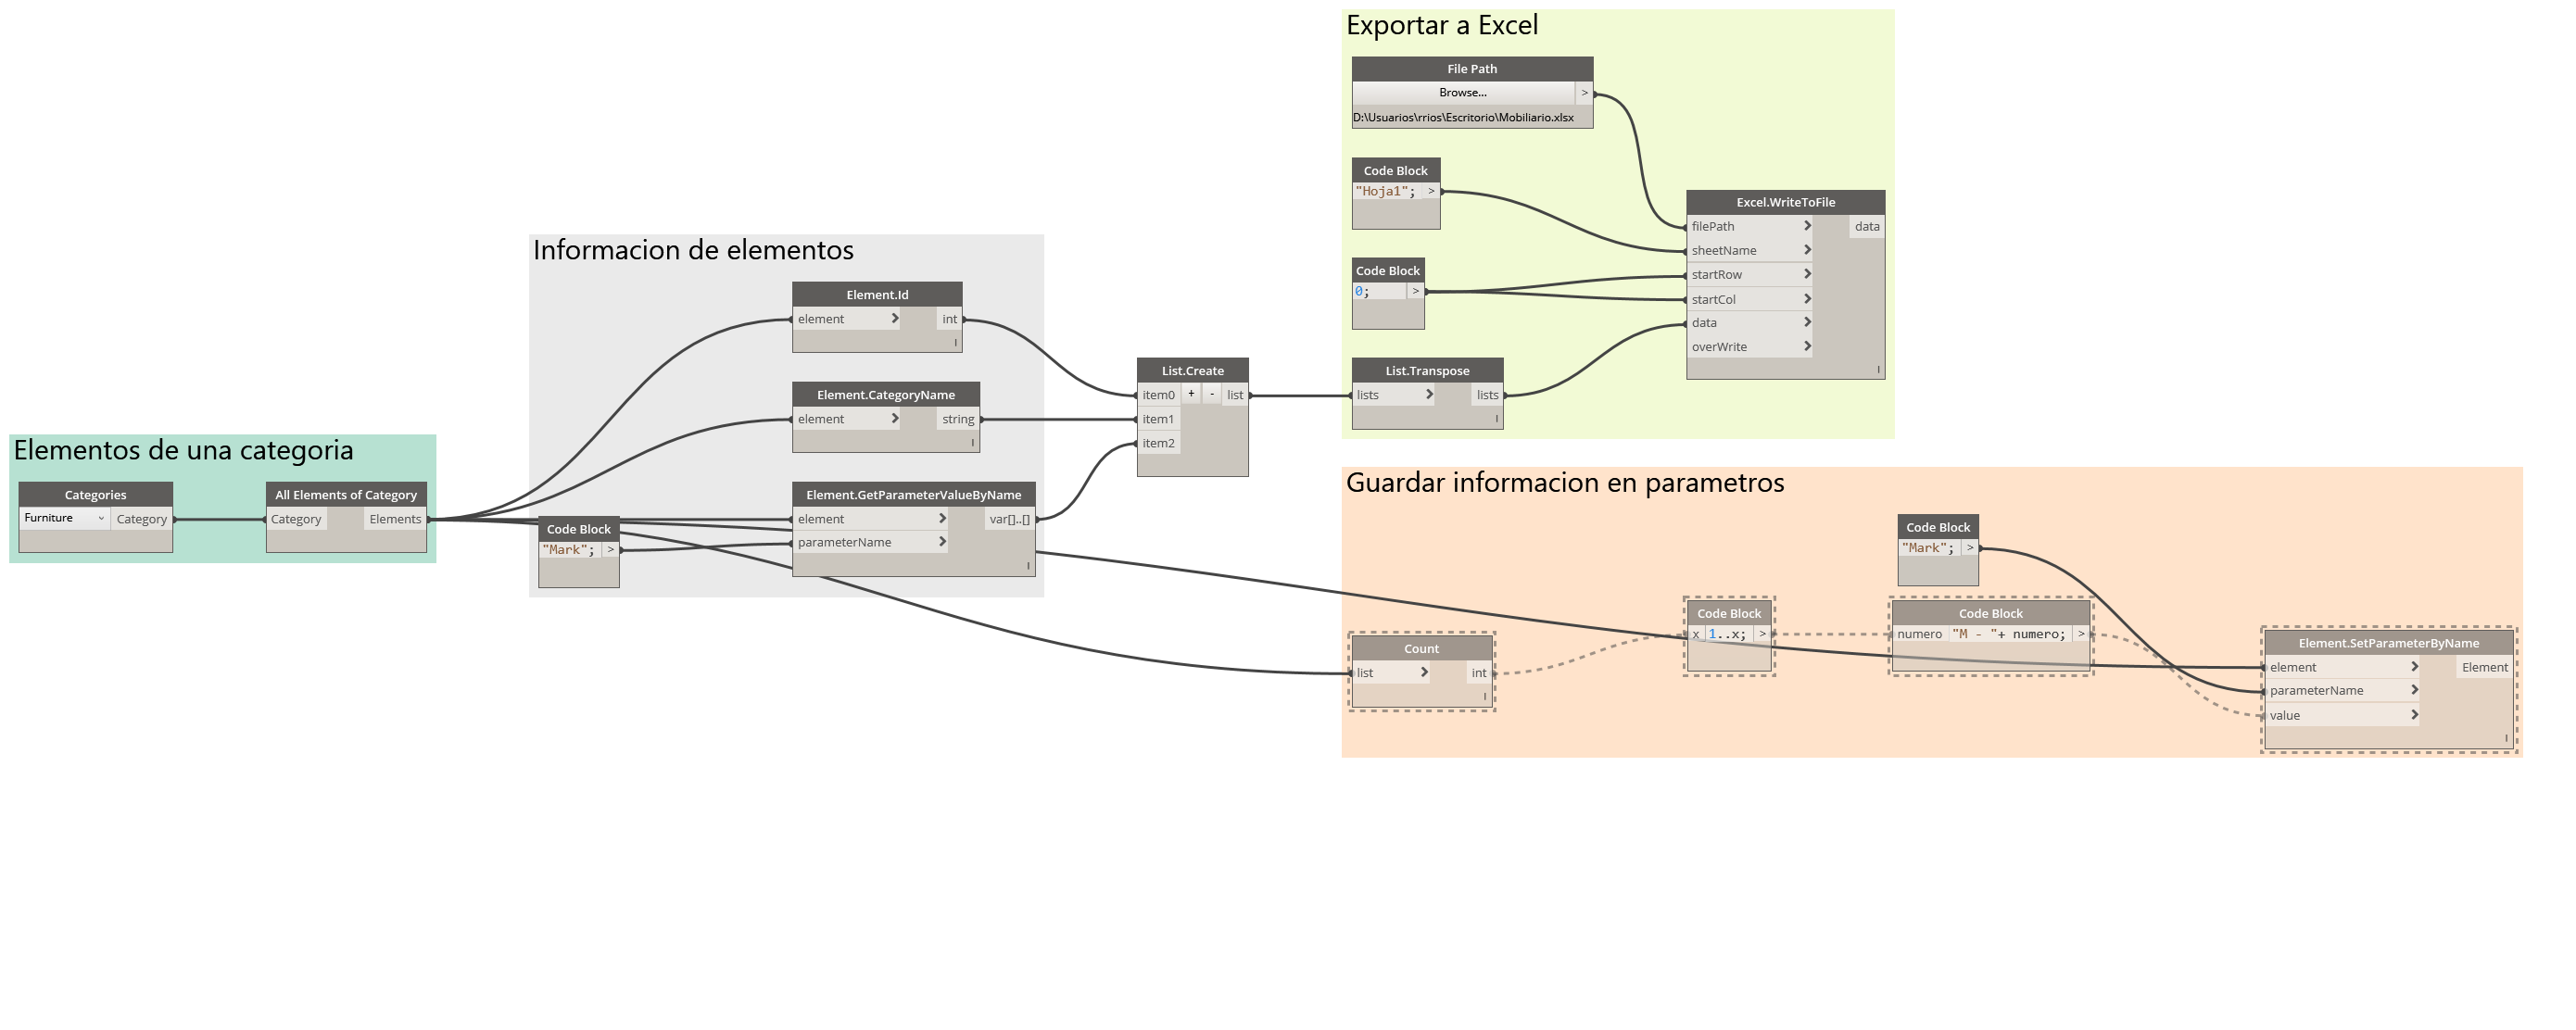 Elementos de una categoria
Categories
Furniture
Category
All Elements of Category
Category
Elements
Informacion de elementos
Element.Id
element
int
Element.CategoryName
element
string
Element.GetParameterValueByName
element
var[]..[]
parameterName
Code Block
"Mark";
>
List.Create
item0
+
-
list
item1
item2
Exportar a Excel
File Path
Browse...
>
D:\Usuarios\rrios\Escritorio\Mobiliario.xlsx
Code Block
"Hoja1";
>
Code Block
0;
>
List.Transpose
lists
lists
Excel.WriteToFile
filePath
data
sheetName
startRow
startCol
data
overWrite
Guardar informacion en parametros
Count
list
int
Code Block
x
1..x;
>
Code Block
"Mark";
>
Code Block
numero
"M - "+ numero;
>
Element.SetParameterByName
element
Element
parameterName
value